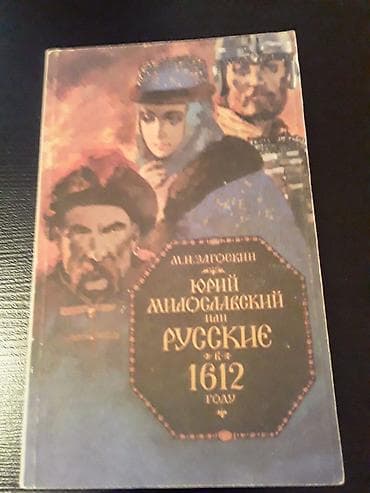 М.Н.ЗАГОСКИН
ЮРИЙ
МИЛОСЛАВСКИЙ
ИЛИ
РУССКИЕ
В
1612
ГОДУ